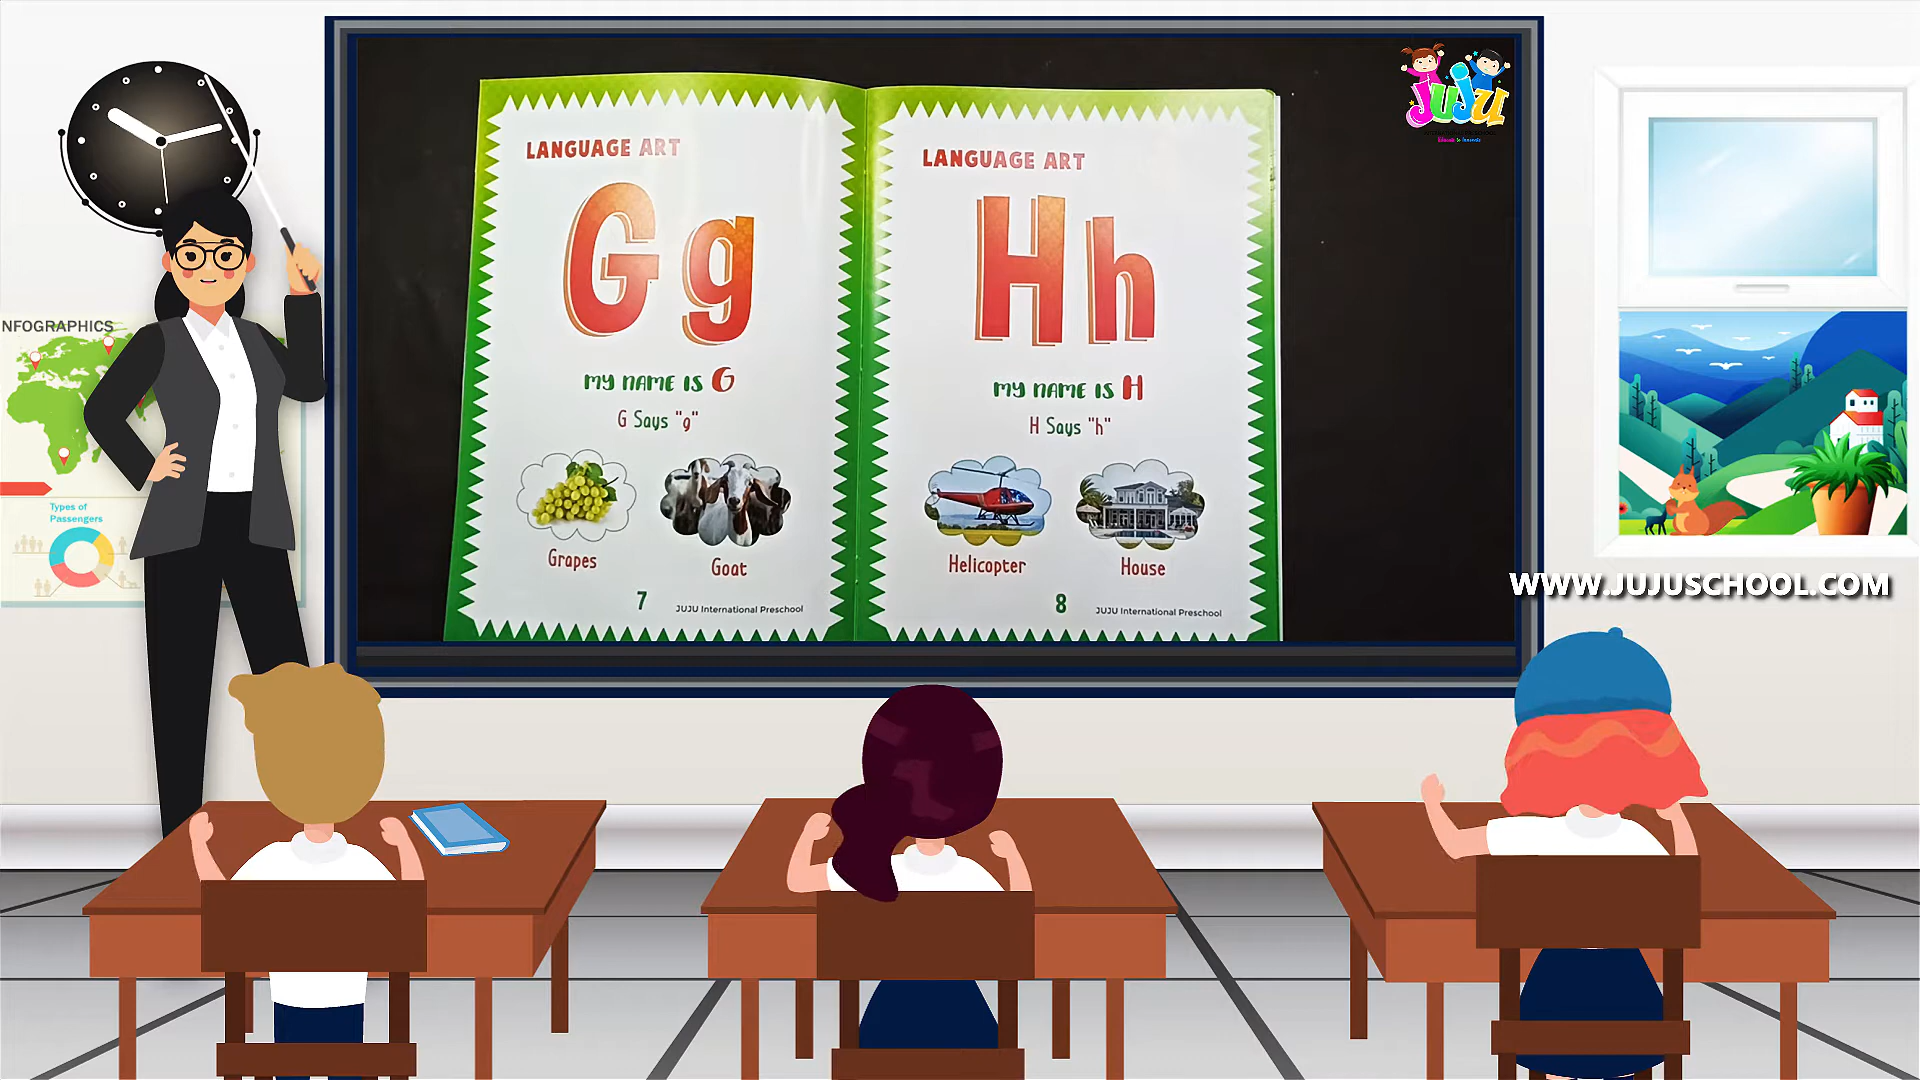 NFOGRAPHICS
Types of
Passengers
LANGUAGE ART
Gg
MY NAME IS G
G Says "g"
Grapes
Goat
7
JUJU International Preschool
LANGUAGE ART
Hh
MY NAME IS H
H Says "h"
Helicopter
House
8
JUJU International Preschool
JUJU
WWW.JUJUSCHOOL.COM